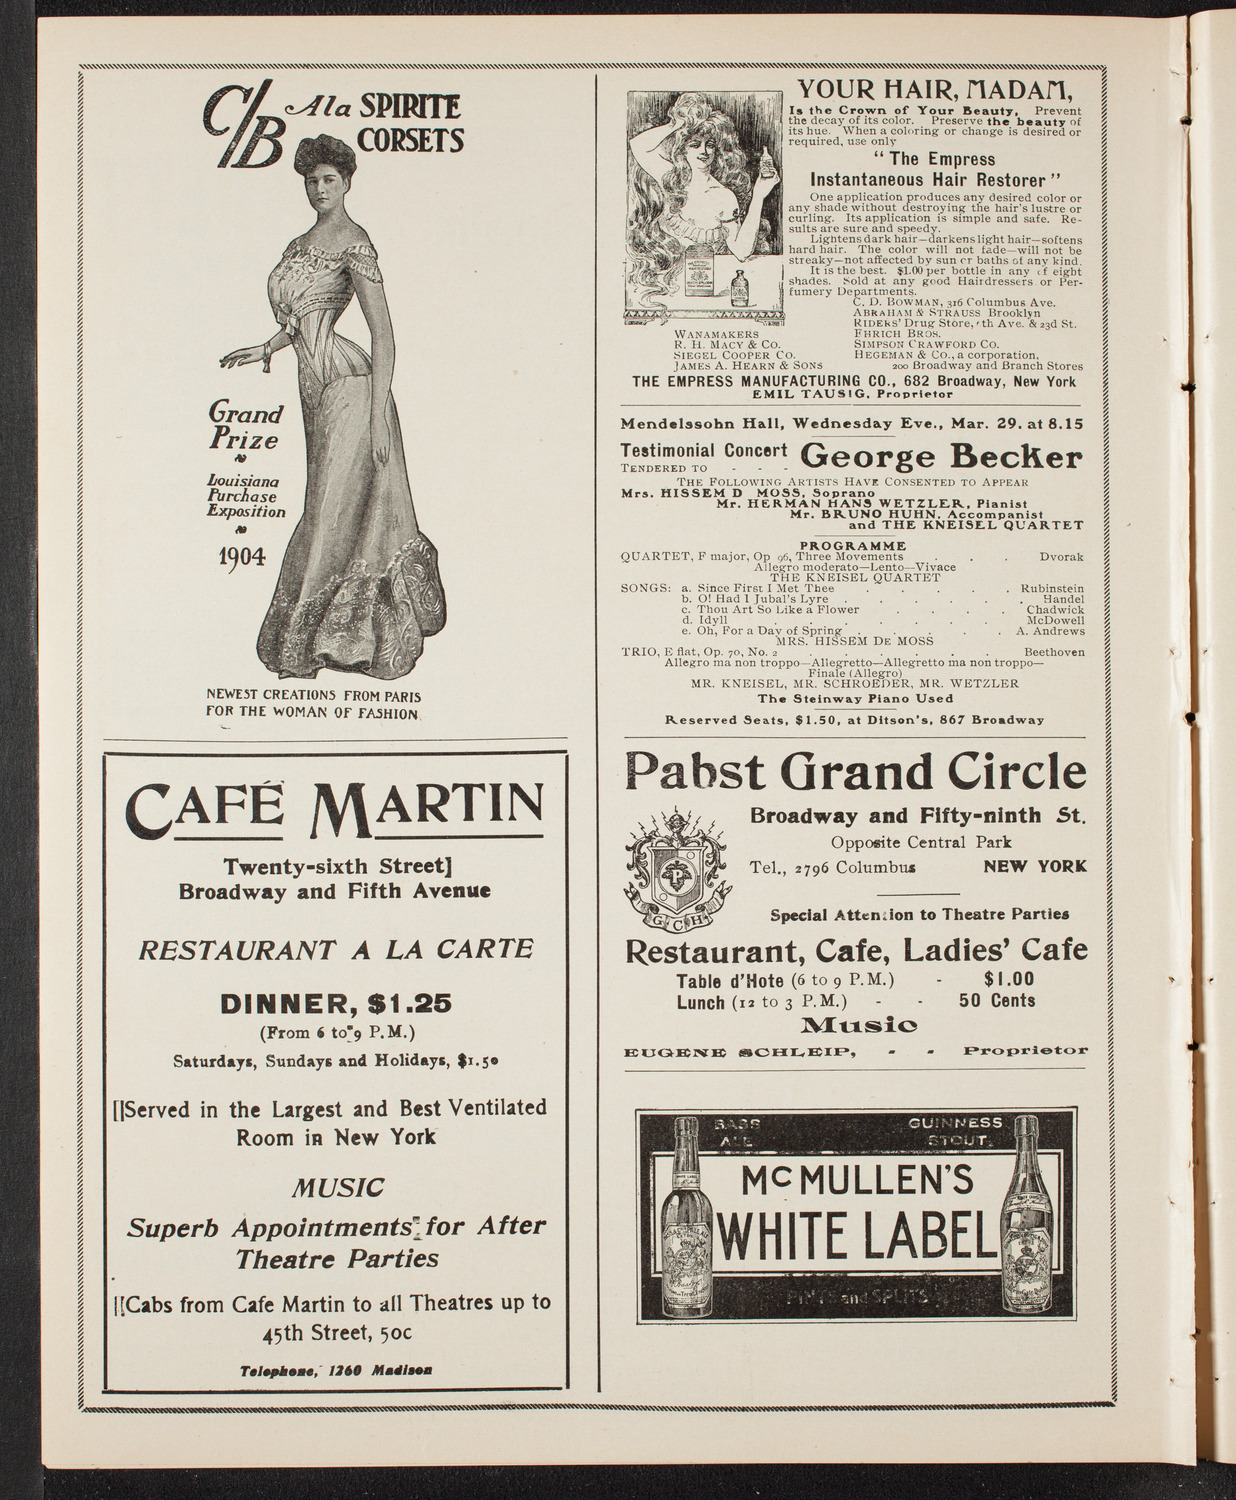 C/B Ala SPIRITE
CORSETS
Grand
Prize
Louisiana
Purchase
Exposition
1904
NEWEST CREATIONS FROM PARIS
FOR THE WOMAN OF FASHION
CAFÉ MARTIN
Twenty-sixth Street]
Broadway and Fifth Avenue
RESTAURANT A LA CARTE
DINNER, $1.25
(From 6 to 9 P.M.)
Saturdays, Sundays and Holidays, $1.50
[|Served in the Largest and Best Ventilated
Room in New York
MUSIC
Superb Appointments for After
Theatre Parties
|[Cabs from Cafe Martin to all Theatres up to
45th Street, 50c
Telephone, 1260 Madison
YOUR HAIR, MADAM,
Is the Crown of Your Beauty, Prevent
the decay of its color. Preserve the beauty of
its hue. When a coloring or change is desired or
required, use only
"The Empress
Instantaneous Hair Restorer"
One application produces any desired color or
any shade without destroying the hair's lustre or
curling. Its application is simple and safe. Re-
sults are sure and speedy.
Lightens dark hair—darkens light hair—softens
hard hair. The color will not fade—will not be
streaky—not affected by sun or baths of any kind.
It is the best. $1.00 per bottle in any of eight
shades. Sold at any good Hairdressers or Per-
fumery Departments.
C. D. BOWMAN, 316 Columbus Ave.
ABRAHAM & STRAUSS Brooklyn
RIDERS' Drug Store, th Ave. & 23d St.
WANAMAKERS EHRICH BROS.
R. H. MACY & CO. SIMPSON CRAWFORD CO.
SIEGEL COOPER CO. HEGEMAN & CO., a corporation,
JAMES A. HEARN & SONS 200 Broadway and Branch Stores
THE EMPRESS MANUFACTURING CO., 682 Broadway, New York
EMIL TAUSIG, Proprietor
Mendelssohn Hall, Wednesday Eve., Mar. 29. at 8.15
Testimonial Concert
TENDERED TO - - - George Becker
THE FOLLOWING ARTISTS HAVE CONSENTED TO APPEAR
Mrs. HISSEM D MOSS, Soprano
Mr. HERMAN HANS WETZLER, Pianist
Mr. BRUNO HUHN, Accompanist
and THE KNEISEL QUARTET
PROGRAMME
QUARTET, F major, Op 96, Three Movements . . . Dvorak
Allegro moderato—Lento—Vivace
THE KNEISEL QUARTET
SONGS: a. Since First I Met Thee . . . . . Rubinstein
b. O! Had I Jubal's Lyre . . . . . . Handel
c. Thou Art So Like a Flower . . . . Chadwick
d. Idyll . . . . . . . McDowell
e. Oh, For a Day of Spring . . . . . A. Andrews
MRS. HISSEM DE MOSS
TRIO, E flat, Op. 70, No. 2 . . . . . . . Beethoven
Allegro ma non troppo—Allegretto—Allegretto ma non troppo—
Finale (Allegro)
MR. KNEISEL, MR. SCHROEDER, MR. WETZLER
The Steinway Piano Used
Reserved Seats, $1.50, at Ditson's, 867 Broadway
Pabst Grand Circle
Broadway and Fifty-ninth St.
Opposite Central Park
Tel., 2796 Columbus NEW YORK
P
G C H
Special Attention to Theatre Parties
Restaurant, Cafe, Ladies' Cafe
Table d'Hote (6 to 9 P.M.) - $1.00
Lunch (12 to 3 P.M.) - - 50 Cents
Music
EUGENE SCHLEIP, - - Proprietor
BASS GUINNESS
ALE STOUT
McMULLEN'S
WHITE LABEL
PINTS and SPLITS